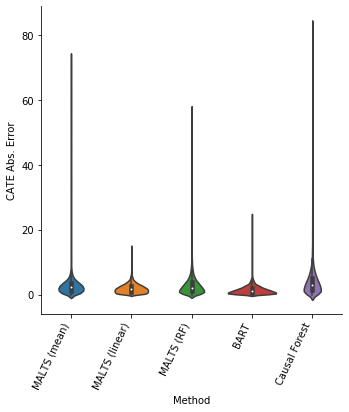 CATE Abs. Error
80
60
40
20
0
MALTS (mean)
MALTS (linear)
MALTS (RF)
BART
Causal Forest
Method